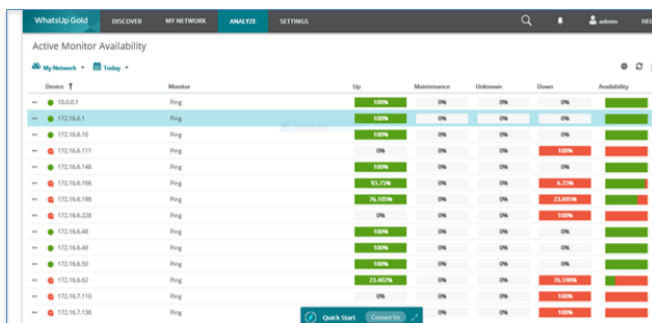 WhatsUp Gold DISCOVER MY NETWORK ANALYZE SETTINGS admin
Active Monitor Availability
My Network Today
Device Monitor Up Maintenance Unknown Down Availability
10.0.0.1 Ping 100% 0% 0% 0%
172.16.6.1 Ping 100% 0% 0% 0%
172.16.6.10 Ping 100% 0% 0% 0%
172.16.6.111 Ping 0% 0% 0% 100%
172.16.6.148 Ping 100% 0% 0% 0%
172.16.6.166 Ping 93.75% 0% 0% 6.25%
172.16.6.198 Ping 76.105% 0% 0% 23.895%
172.16.6.228 Ping 0% 0% 0% 100%
172.16.6.48 Ping 100% 0% 0% 0%
172.16.6.49 Ping 100% 0% 0% 0%
172.16.6.50 Ping 100% 0% 0% 0%
172.16.6.62 Ping 23.402% 0% 0% 76.598%
172.16.7.110 Ping 0% 0% 0% 100%
172.16.7.136 Ping 0% 0% 100%
Quick Start Contact Us